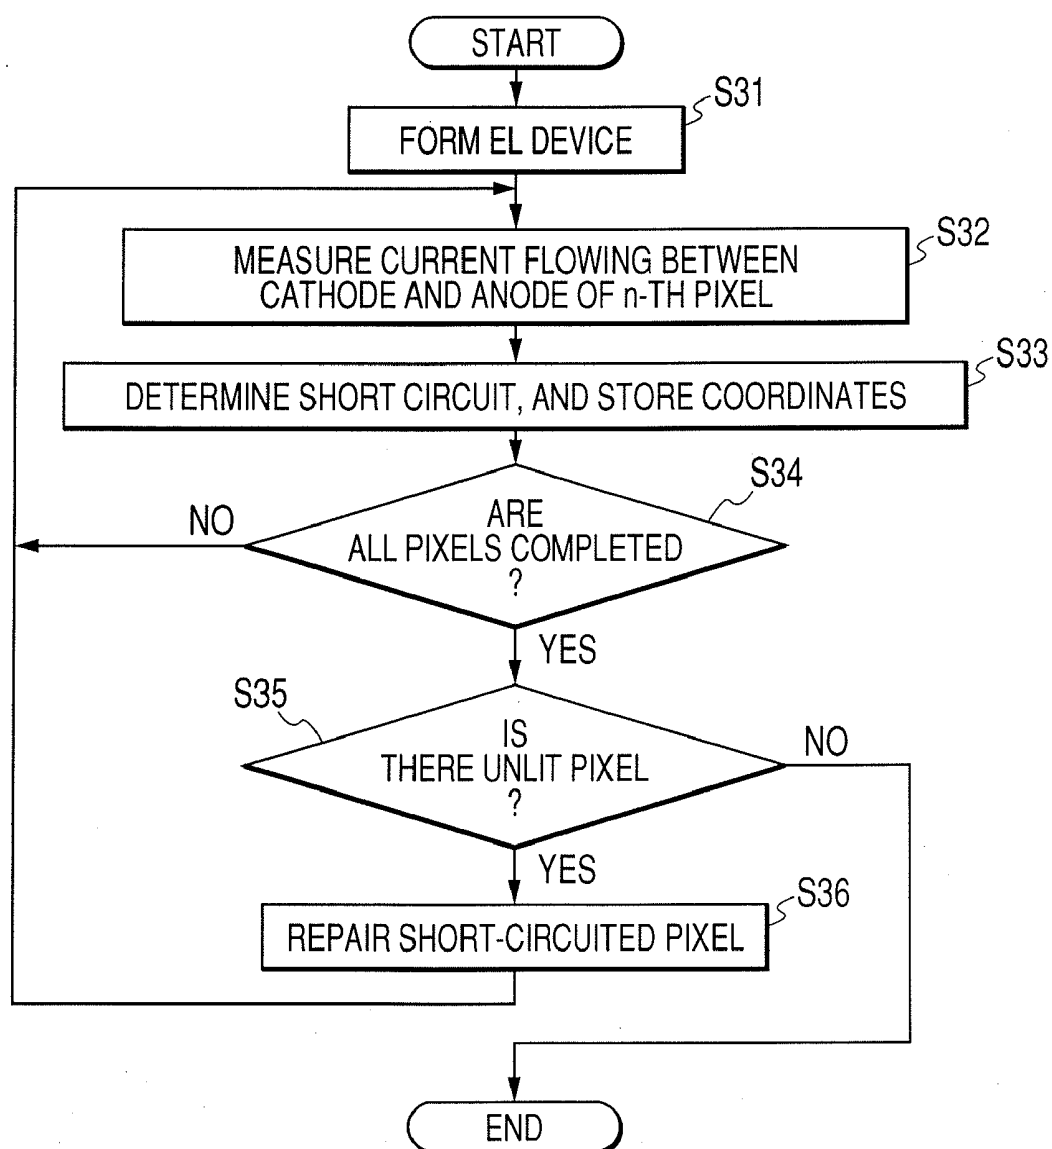 START
S31
FORM EL DEVICE
S32
MEASURE CURRENT FLOWING BETWEEN
CATHODE AND ANODE OF n-TH PIXEL
S33
DETERMINE SHORT CIRCUIT, AND STORE COORDINATES
S34
NO
ARE
ALL PIXELS COMPLETED
?
YES
S35
IS
THERE UNLIT PIXEL
?
NO
YES
S36
REPAIR SHORT-CIRCUITED PIXEL
END